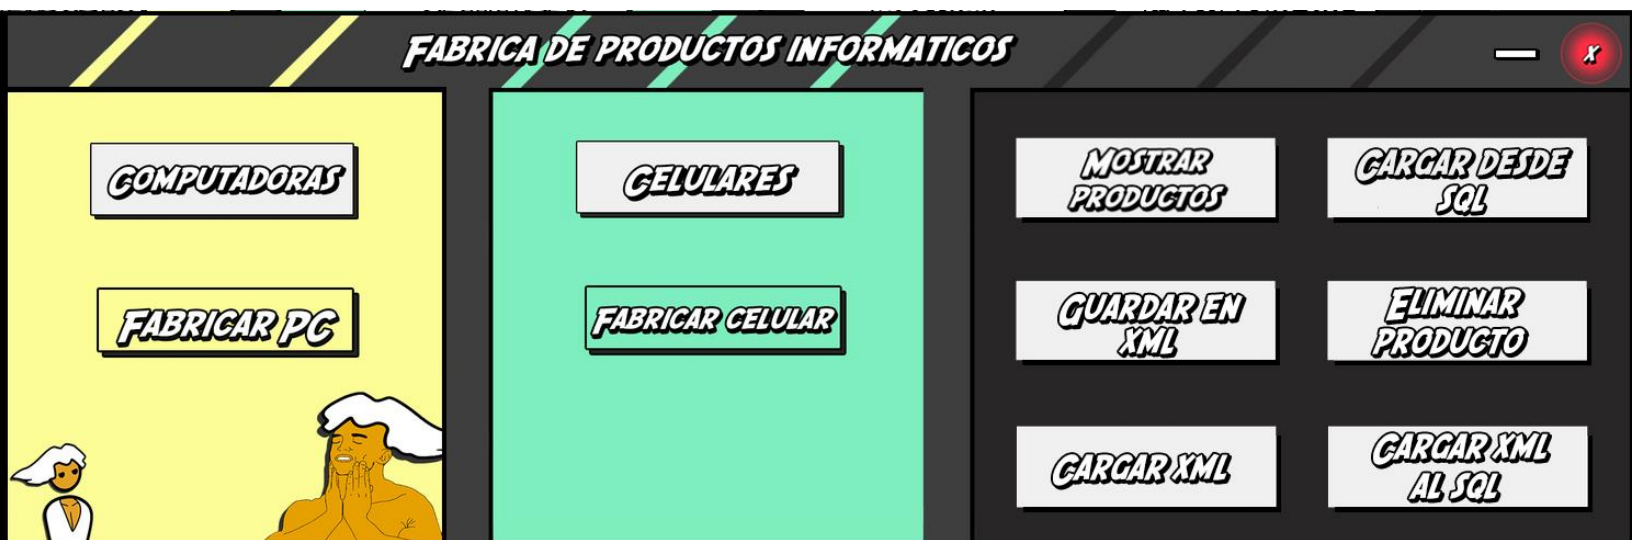 FABRICA DE PRODUCTOS INFORMATICOS
X
COMPUTADORAS
FABRICAR PC
CELULARES
FABRICAR CELULAR
MOSTRAR
PRODUCTOS
CARGAR DESDE
SQL
GUARDAR EN
XML
ELIMINAR
PRODUCTO
CARGAR XML
CARGAR XML
AL SQL